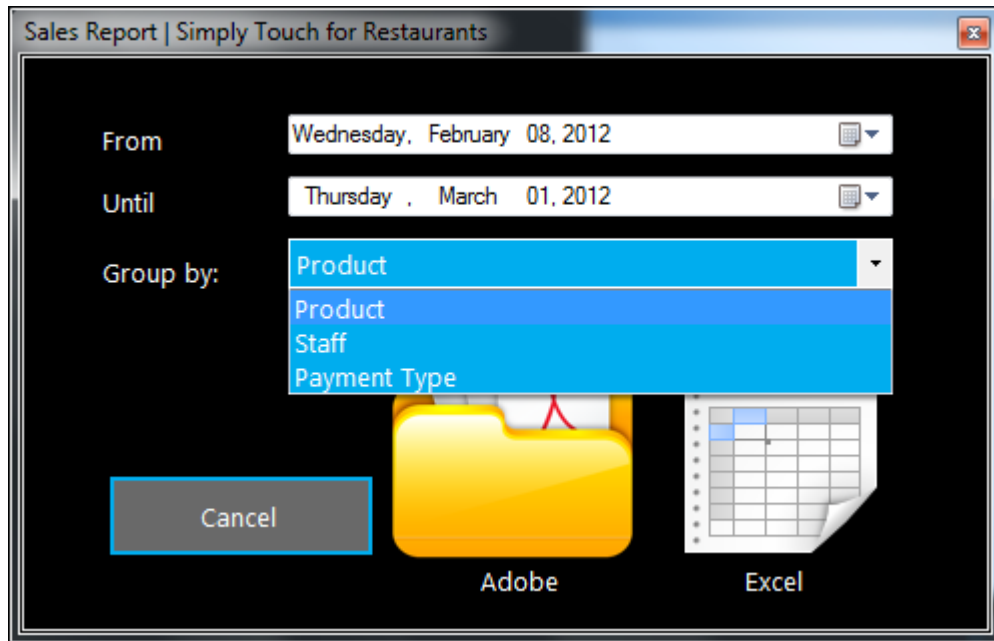 Sales Report | Simply Touch for Restaurants
From Wednesday, February 08, 2012
Until Thursday , March 01, 2012
Group by: Product
Product
Staff
Payment Type
Cancel
Adobe Excel